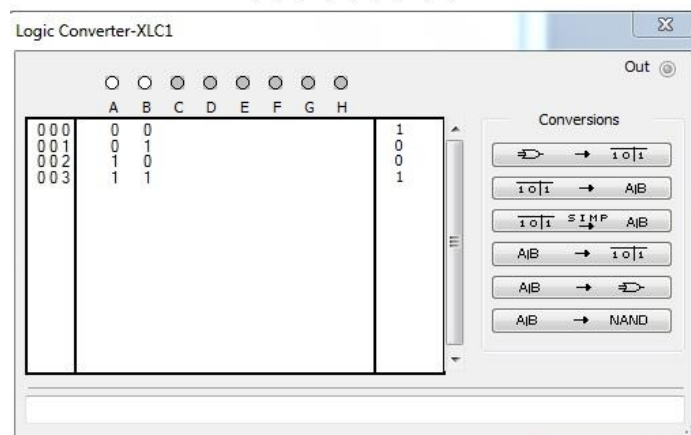 Logic Converter-XLC1
Out
A B C D E F G H
000 0 0 1
001 0 1 0
002 1 0 0
003 1 1 1
Conversions
→ 1 0 1
1 0 1 → A|B
1 0 1 SIMP → A|B
A|B → 1 0 1
A|B →
A|B → NAND